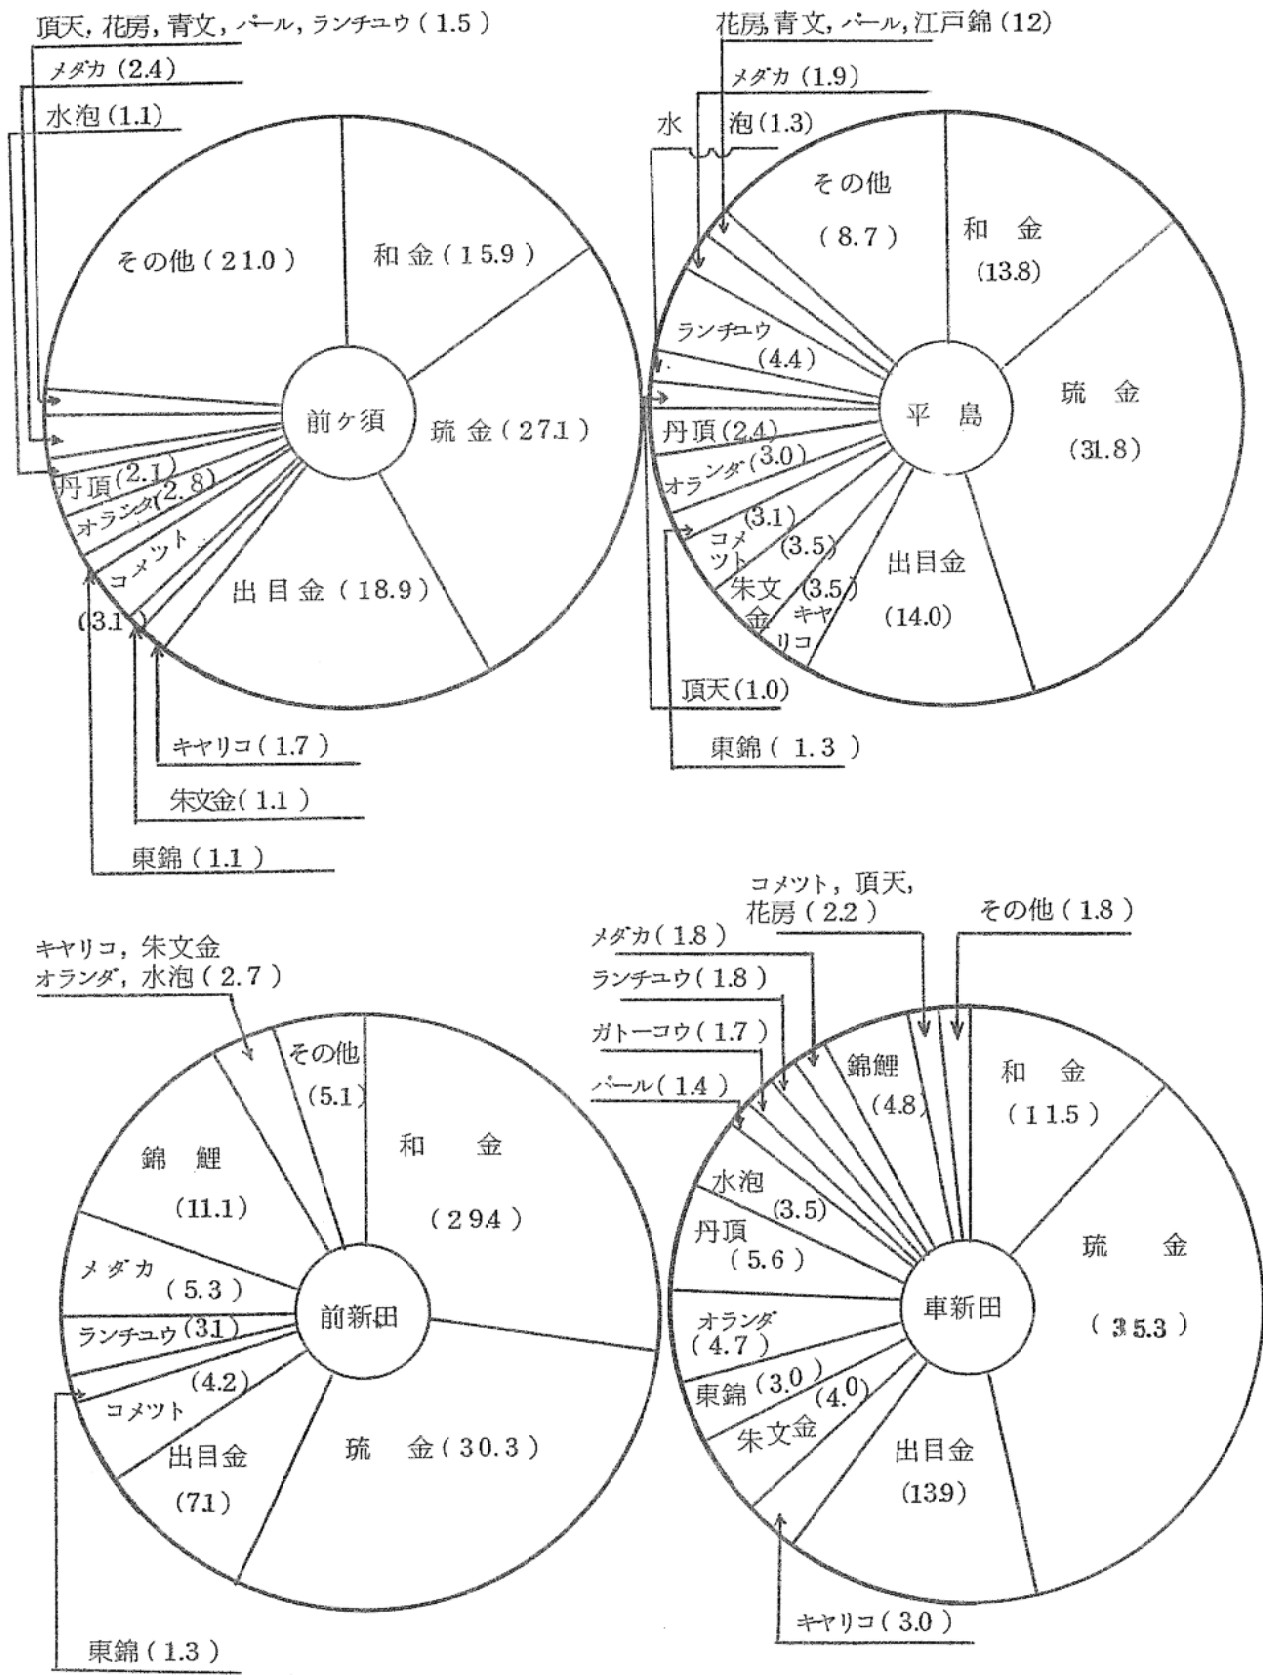 頂天, 花房, 青文, パール, ランチユウ(1.5)
メダカ(2.4)
水泡(1.1)
その他(21.0)
和金(15.9)
前ケ須
琉金(27.1)
丹頂(2.1)
オランダ(2.8)
コメツト
(3.1)
出目金(18.9)
キヤリコ(1.7)
朱文金(1.1)
東錦(1.1)
花房, 青文, パール, 江戸錦(12)
メダカ(1.9)
水 泡(1.3)
その他
(8.7)
和 金
(13.8)
ランチユウ
(4.4)
平 島
琉 金
(31.8)
丹頂(2.4)
オランダ(3.0)
(3.1)
コメ
ツト
(3.5)
朱文
金
(3.5)
キヤ
リコ
出目金
(14.0)
頂天(1.0)
東錦(1.3)
キヤリコ, 朱文金
オランダ, 水泡(2.7)
その他
(5.1)
和 金
(29.4)
錦 鯉
(11.1)
メダカ
(5.3)
前新田
ランチユウ(3.1)
(4.2)
コメツト
出目金
(7.1)
琉 金(30.3)
東錦(1.3)
コメツト, 頂天,
花房(2.2)
その他(1.8)
メダカ(1.8)
ランチユウ(1.8)
ガトーコウ(1.7)
パール(1.4)
錦鯉
(4.8)
和 金
(11.5)
水泡
(3.5)
丹頂
(5.6)
車新田
琉 金
(35.3)
オランダ
(4.7)
東錦(3.0)
(4.0)
朱文金
出目金
(13.9)
キヤリコ(3.0)